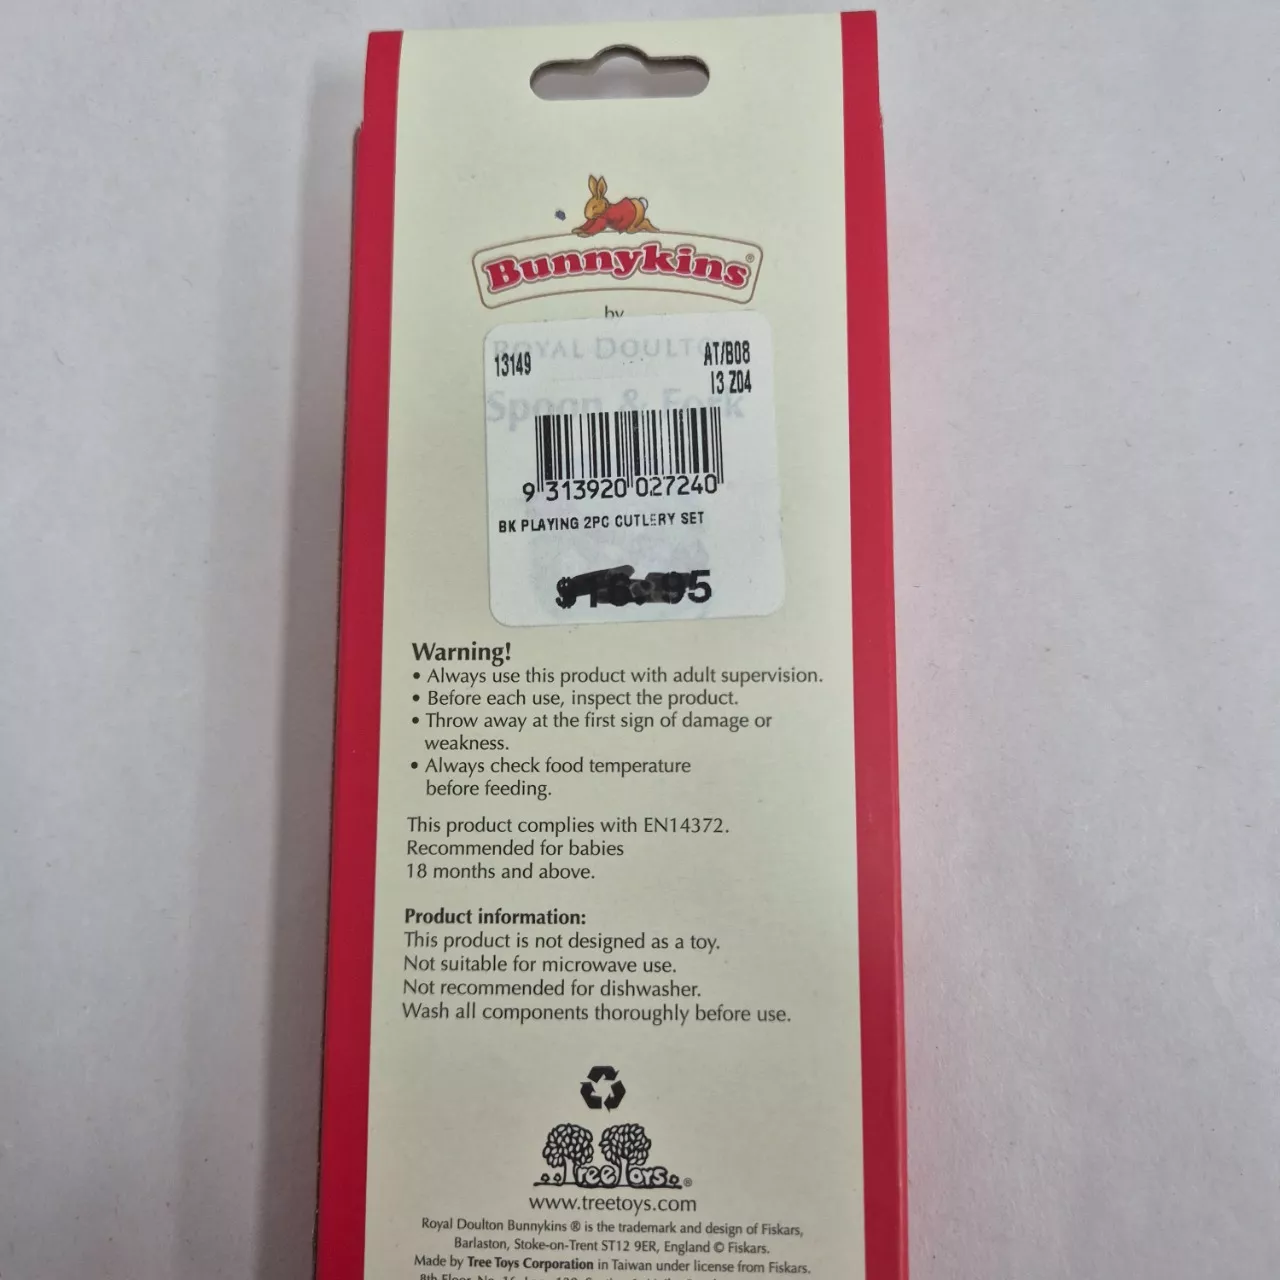 Bunnykins®
by
ROYAL DOULTO
Spoon & Fork
13149
AT/B08
13 Z04
9 313920 027240
BK PLAYING 2PC CUTLERY SET
Warning!
• Always use this product with adult supervision.
• Before each use, inspect the product.
• Throw away at the first sign of damage or
weakness.
• Always check food temperature
before feeding.
This product complies with EN14372.
Recommended for babies
18 months and above.
Product information:
This product is not designed as a toy.
Not suitable for microwave use.
Not recommended for dishwasher.
Wash all components thoroughly before use.
TreeToys®
www.treetoys.com
Royal Doulton Bunnykins ® is the trademark and design of Fiskars,
Barlaston, Stoke-on-Trent ST12 9ER, England © Fiskars.
Made by Tree Toys Corporation in Taiwan under license from Fiskars.